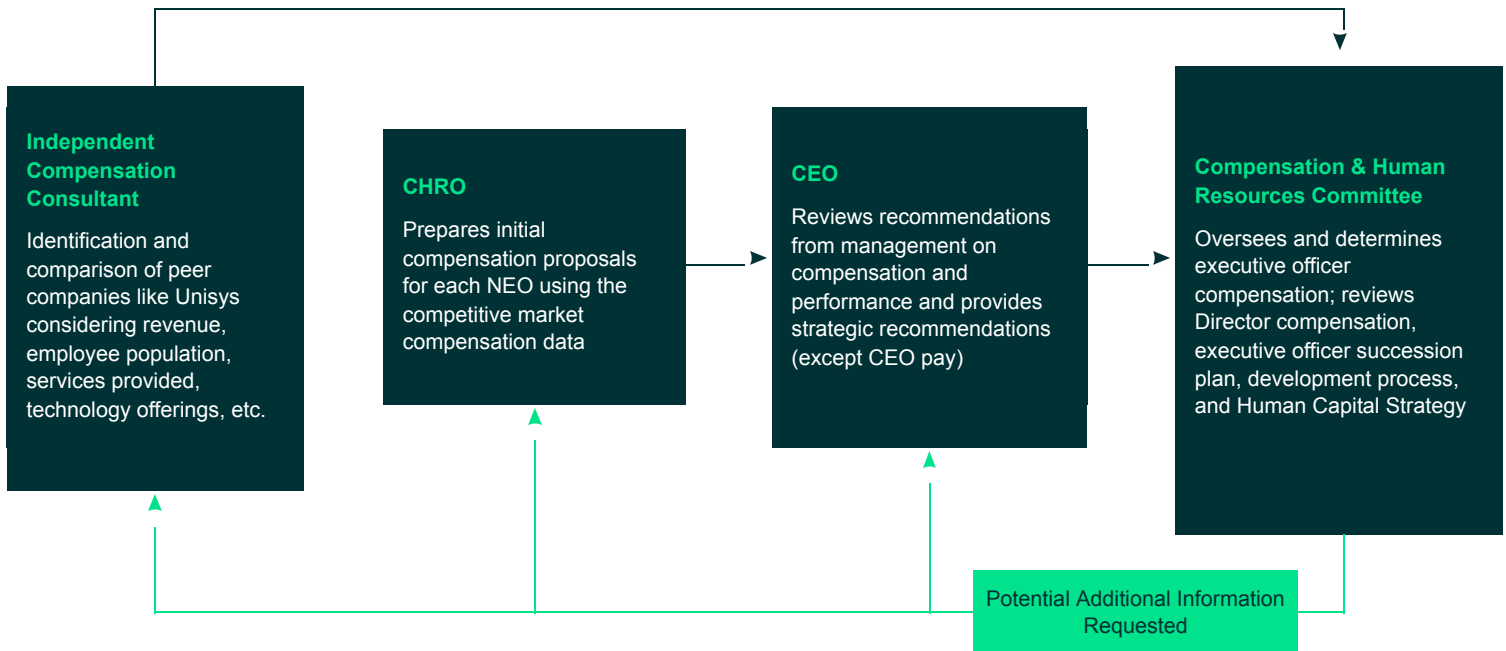 Independent
Compensation
Consultant
Identification and
comparison of peer
companies like Unisys
considering revenue,
employee population,
services provided,
technology offerings, etc.
CHRO
Prepares initial
compensation proposals
for each NEO using the
competitive market
compensation data
CEO
Reviews recommendations
from management on
compensation and
performance and provides
strategic recommendations
(except CEO pay)
Compensation & Human
Resources Committee
Oversees and determines
executive officer
compensation; reviews
Director compensation,
executive officer succession
plan, development process,
and Human Capital Strategy
Potential Additional Information
Requested